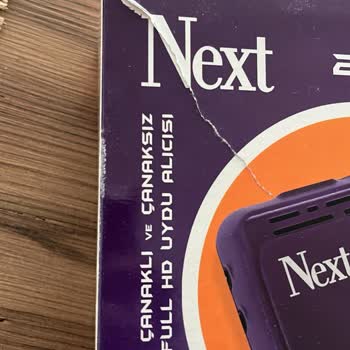 Next
ÇANAKLI VE ÇANAKSIZ
FULL HD UYDU ALICISI
Next